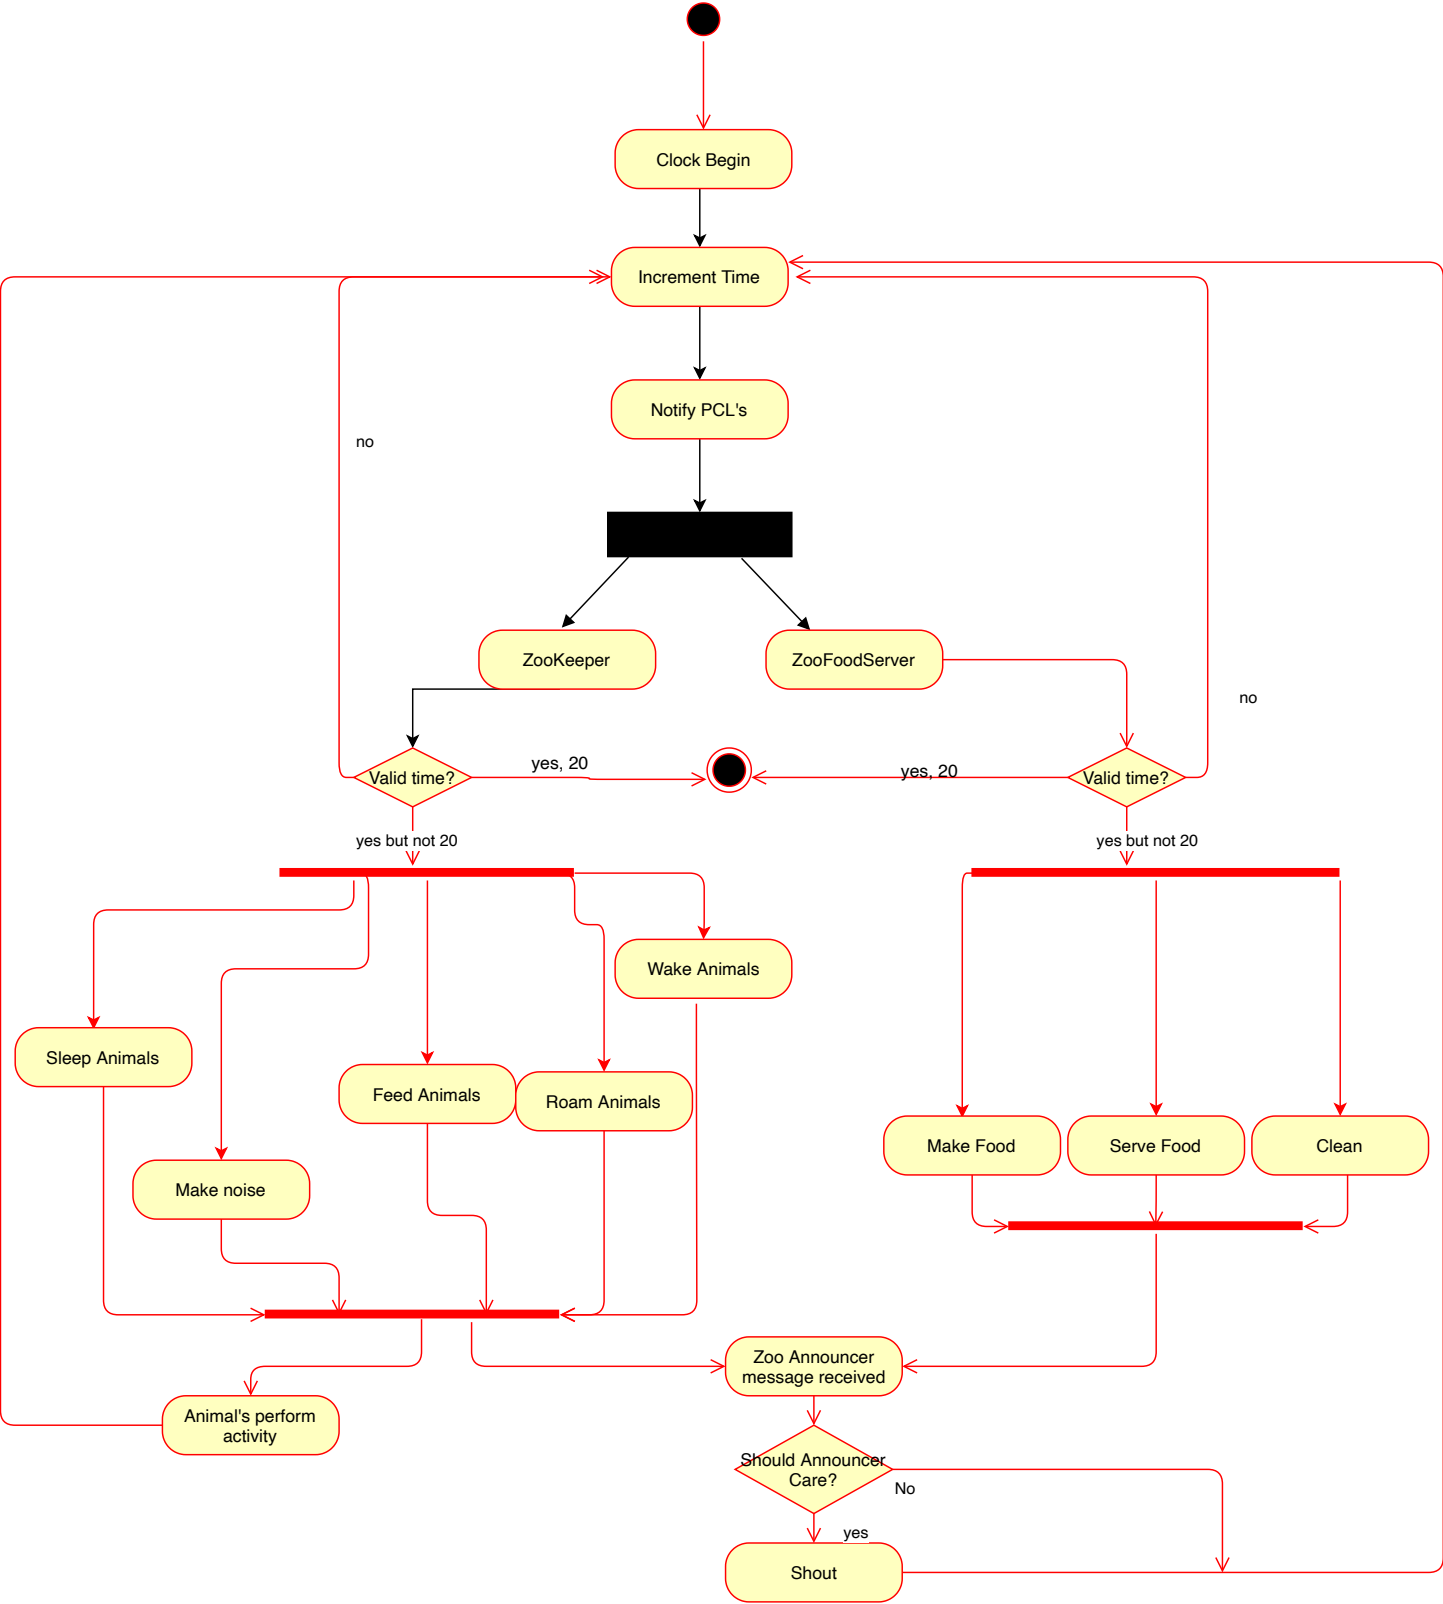 Clock Begin
Increment Time
Notify PCL's
no
ZooKeeper
ZooFoodServer
no
Valid time?
yes, 20
yes, 20
Valid time?
yes but not 20
yes but not 20
Wake Animals
Sleep Animals
Feed Animals
Roam Animals
Make Food
Serve Food
Clean
Make noise
Zoo Announcer
message received
Animal's perform
activity
Should Announcer
Care?
No
yes
Shout